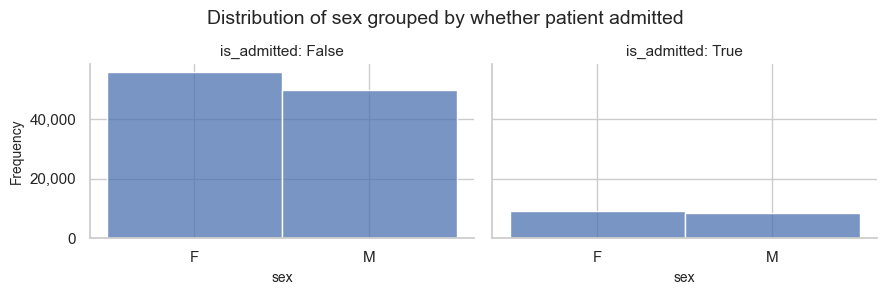 Distribution of sex grouped by whether patient admitted
is_admitted: False
is_admitted: True
Frequency
40,000
20,000
0
F
M
sex
F
M
sex